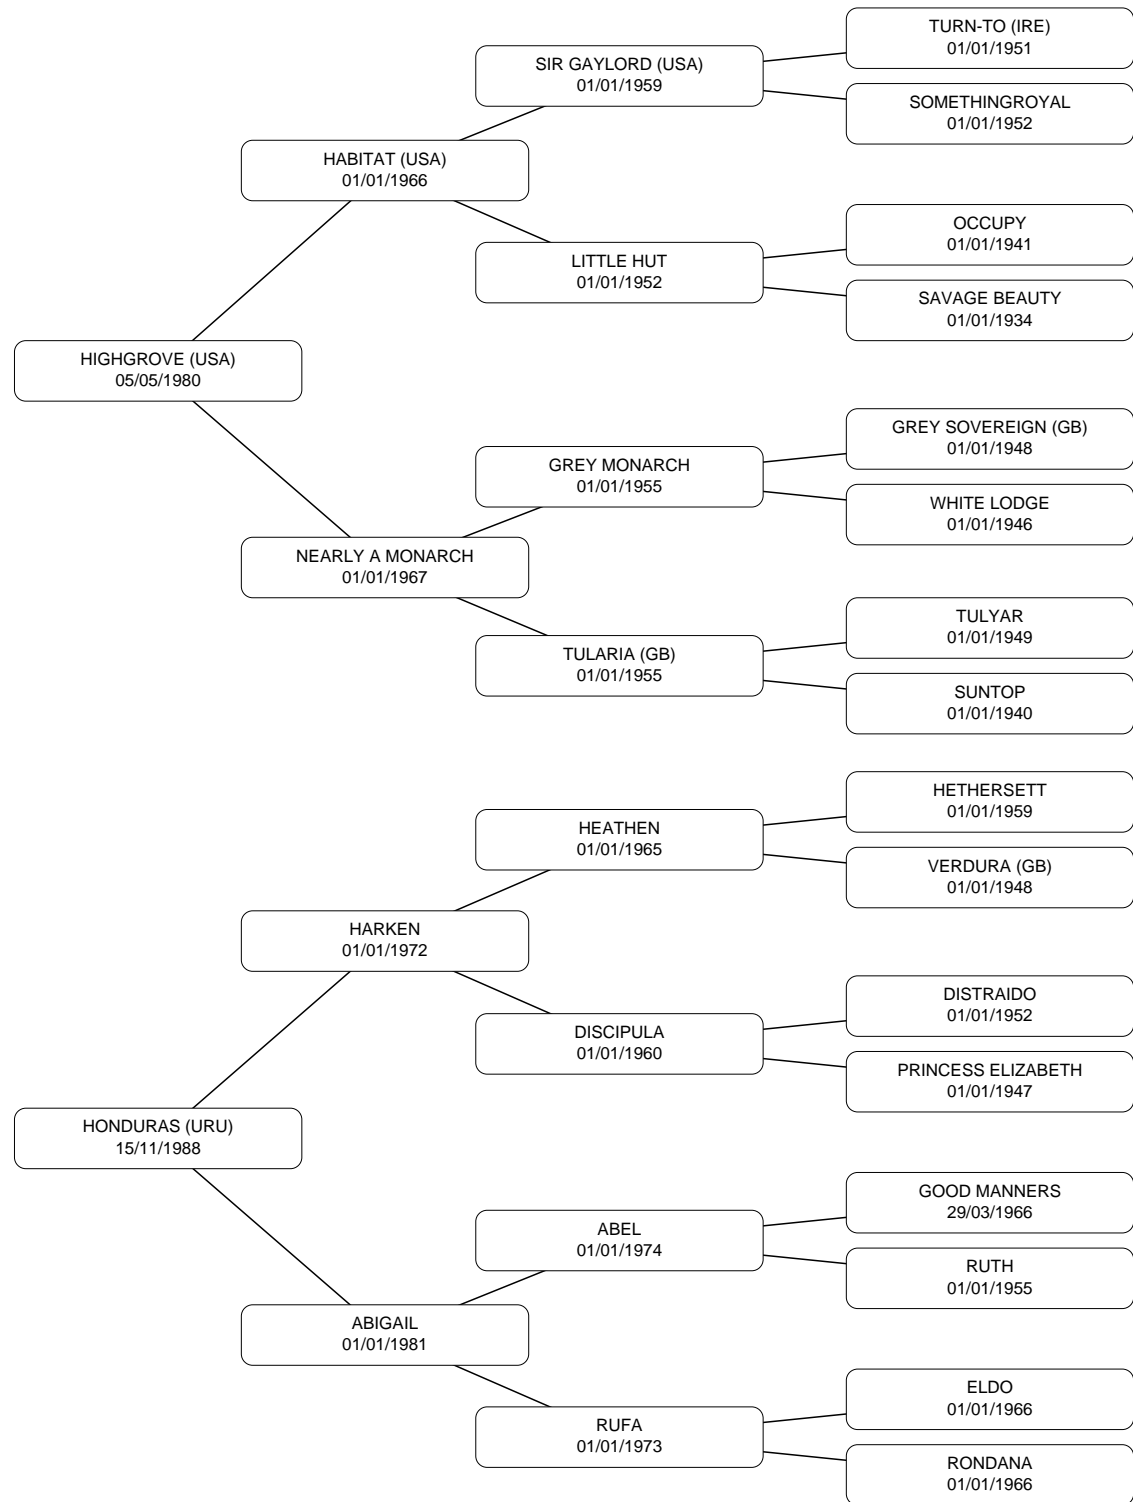 TURN-TO (IRE)
01/01/1951
SIR GAYLORD (USA)
01/01/1959
SOMETHINGROYAL
01/01/1952
HABITAT (USA)
01/01/1966
OCCUPY
01/01/1941
LITTLE HUT
01/01/1952
SAVAGE BEAUTY
01/01/1934
HIGHGROVE (USA)
05/05/1980
GREY SOVEREIGN (GB)
01/01/1948
GREY MONARCH
01/01/1955
WHITE LODGE
01/01/1946
NEARLY A MONARCH
01/01/1967
TULYAR
01/01/1949
TULARIA (GB)
01/01/1955
SUNTOP
01/01/1940
HETHERSETT
01/01/1959
HEATHEN
01/01/1965
VERDURA (GB)
01/01/1948
HARKEN
01/01/1972
DISTRAIDO
01/01/1952
DISCIPULA
01/01/1960
PRINCESS ELIZABETH
01/01/1947
HONDURAS (URU)
15/11/1988
GOOD MANNERS
29/03/1966
ABEL
01/01/1974
RUTH
01/01/1955
ABIGAIL
01/01/1981
ELDO
01/01/1966
RUFA
01/01/1973
RONDANA
01/01/1966